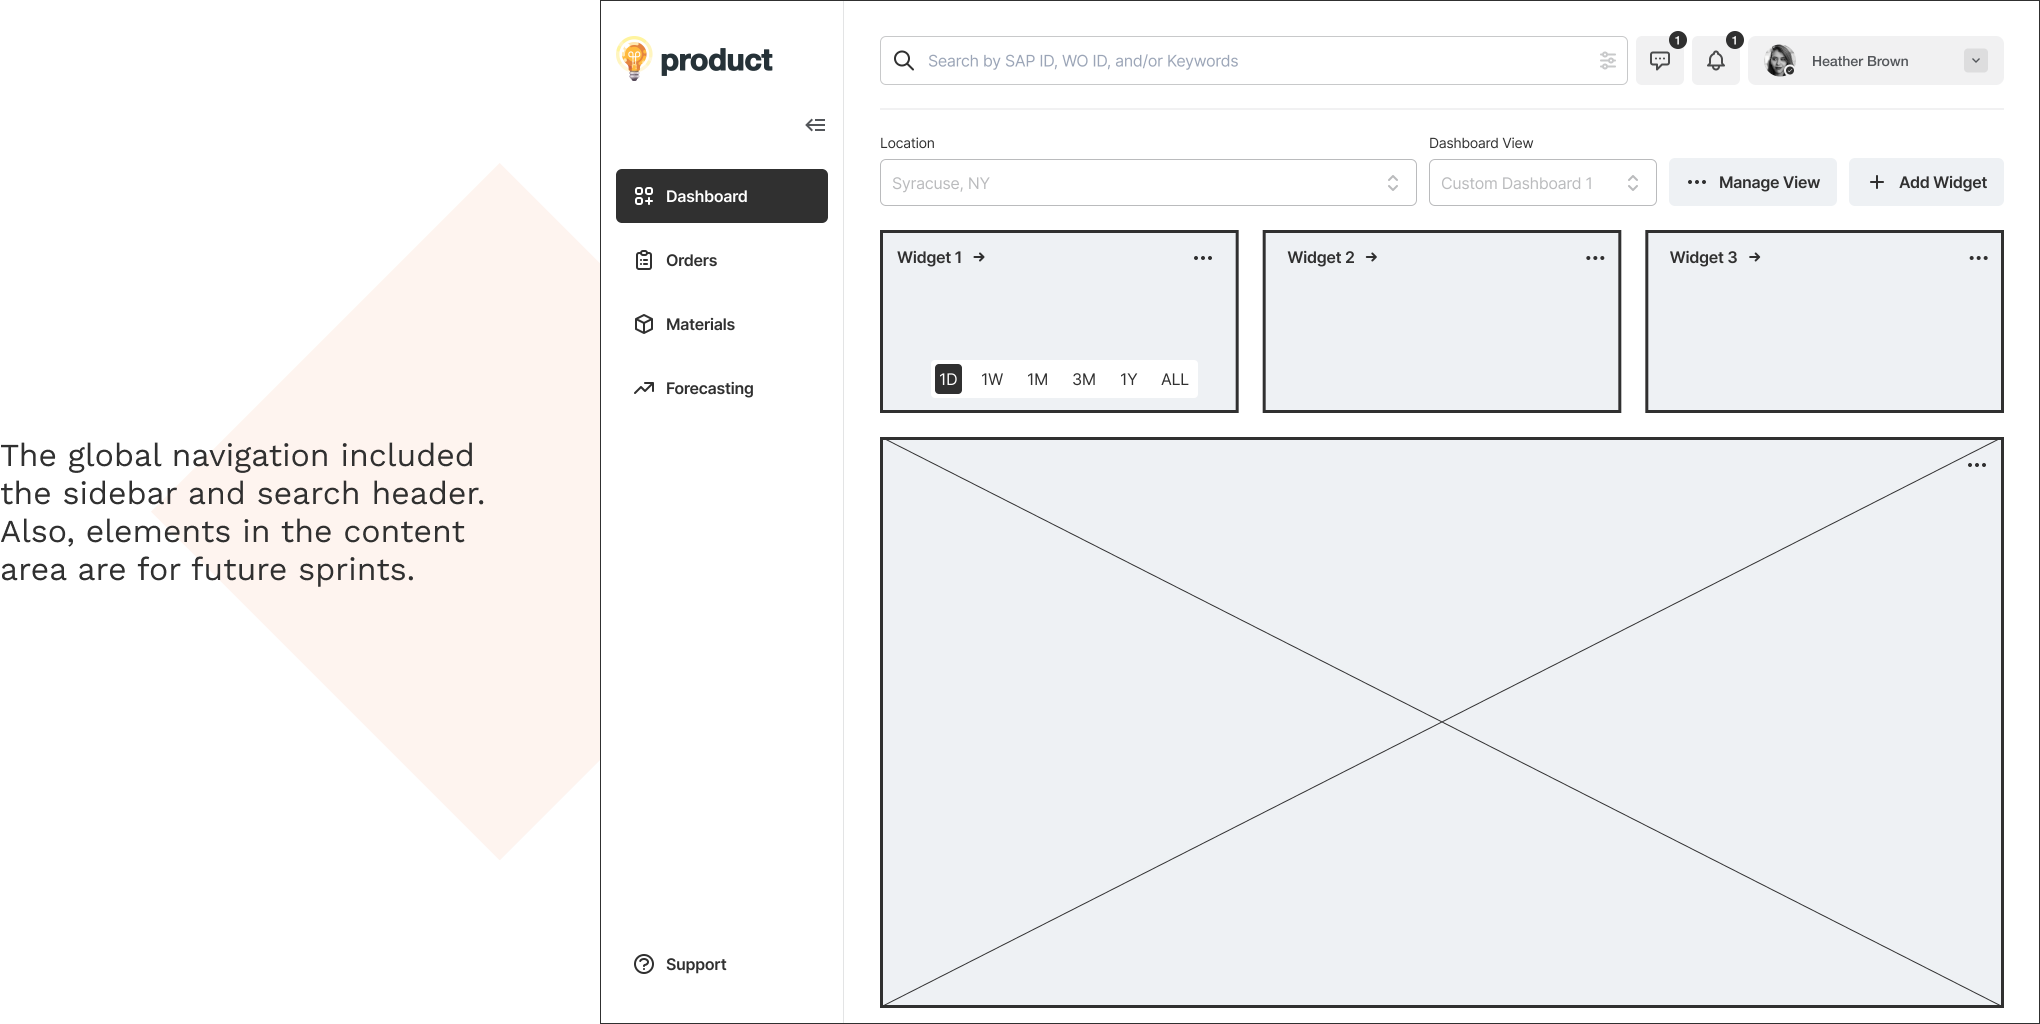 The global navigation included
the sidebar and search header.
Also, elements in the content
area are for future sprints.
product
Dashboard
Orders
Materials
Forecasting
Support
Search by SAP ID, WO ID, and/or Keywords
1
1
Heather Brown
Location
Syracuse, NY
Dashboard View
Custom Dashboard 1
Manage View
Add Widget
Widget 1
1D 1W 1M 3M 1Y ALL
Widget 2
Widget 3